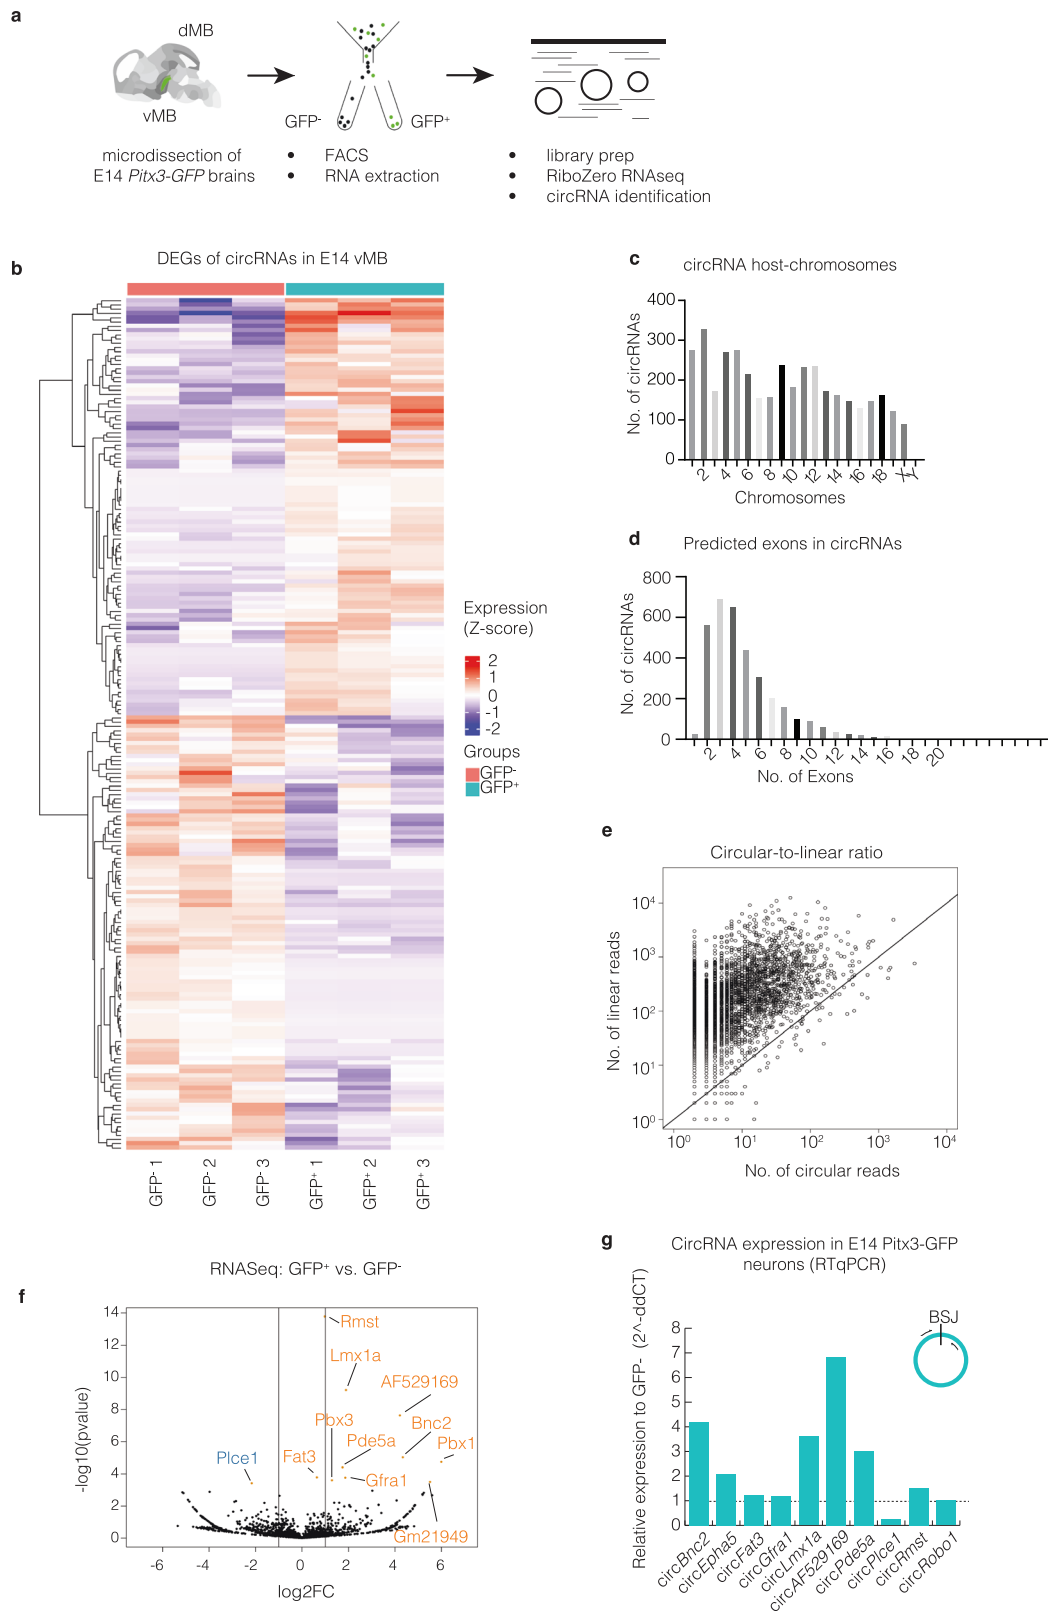 a
dMB
vMB
GFP-
GFP+
microdissection of
E14 Pitx3-GFP brains
• FACS
• RNA extraction
• library prep
• RiboZero RNAseq
• circRNA identification
b
DEGs of circRNAs in E14 vMB
Expression
(Z-score)
2
1
0
-1
-2
Groups
GFP-
GFP+
GFP- 1
GFP- 2
GFP- 3
GFP+ 1
GFP+ 2
GFP+ 3
c
circRNA host-chromosomes
No. of circRNAs
400
300
200
100
0
2 4 6 8 10 12 14 16 18 X Y
Chromosomes
d
Predicted exons in circRNAs
No. of circRNAs
800
600
400
200
0
2 4 6 8 10 12 14 16 18 20
No. of Exons
e
Circular-to-linear ratio
No. of linear reads
10^4
10^3
10^2
10^1
10^0
10^0 10^1 10^2 10^3 10^4
No. of circular reads
f
RNASeq: GFP+ vs. GFP-
-log10(pvalue)
14
12
10
8
6
4
2
0
Rmst
Lmx1a
AF529169
Pbx3
Bnc2
Pde5a
Pbx1
Plce1
Fat3
Gfra1
Gm21949
-6 -4 -2 0 2 4 6
log2FC
g
CircRNA expression in E14 Pitx3-GFP
neurons (RTqPCR)
Relative expression to GFP- (2^-ddCT)
8
7
6
5
4
3
2
1
0
BSJ
circBnc2
circEpha5
circFat3
circGfra1
circLmx1a
circAF529169
circPde5a
circPlce1
circRmst
circRobo1